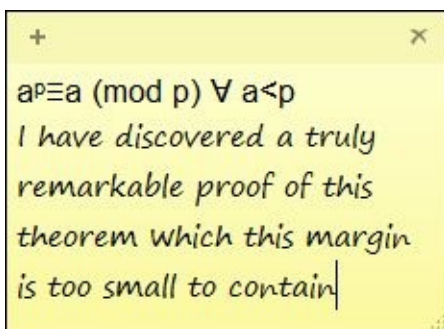 aᵖ≡a (mod p) ∀ a<p
I have discovered a truly
remarkable proof of this
theorem which this margin
is too small to contain